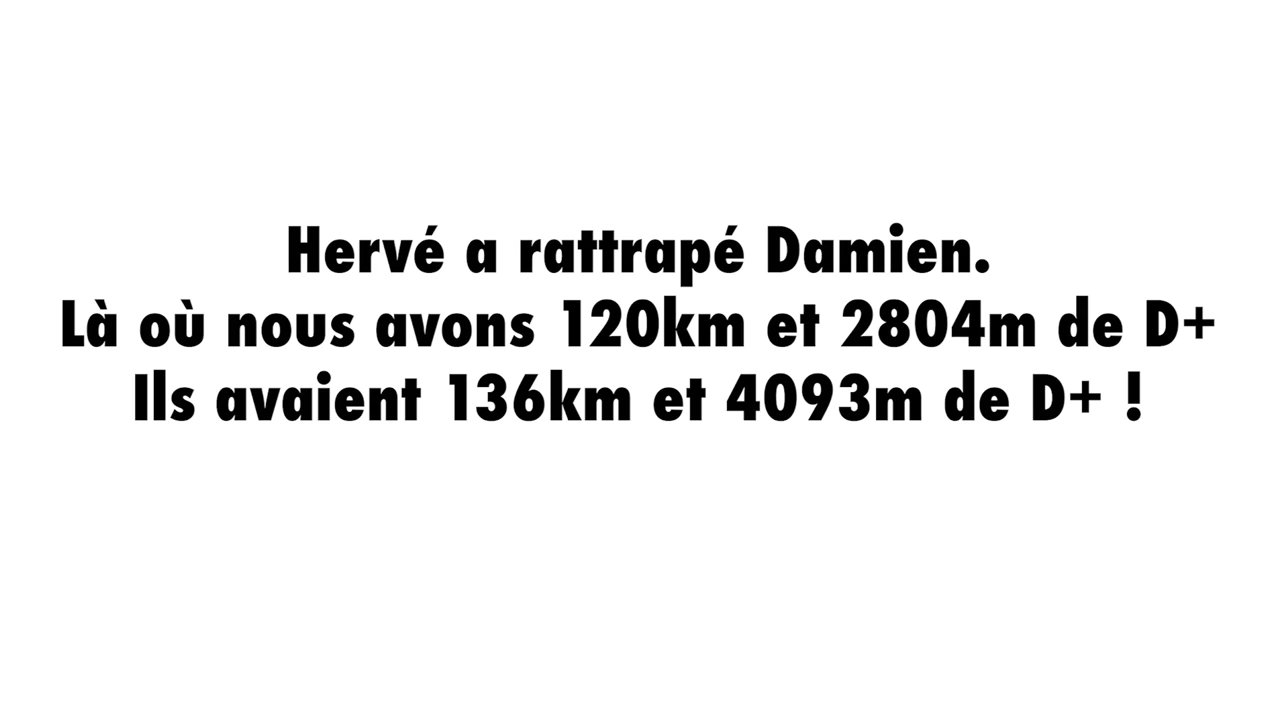 Hervé a rattrapé Damien.
Là où nous avons 120km et 2804m de D+
Ils avaient 136km et 4093m de D+ !